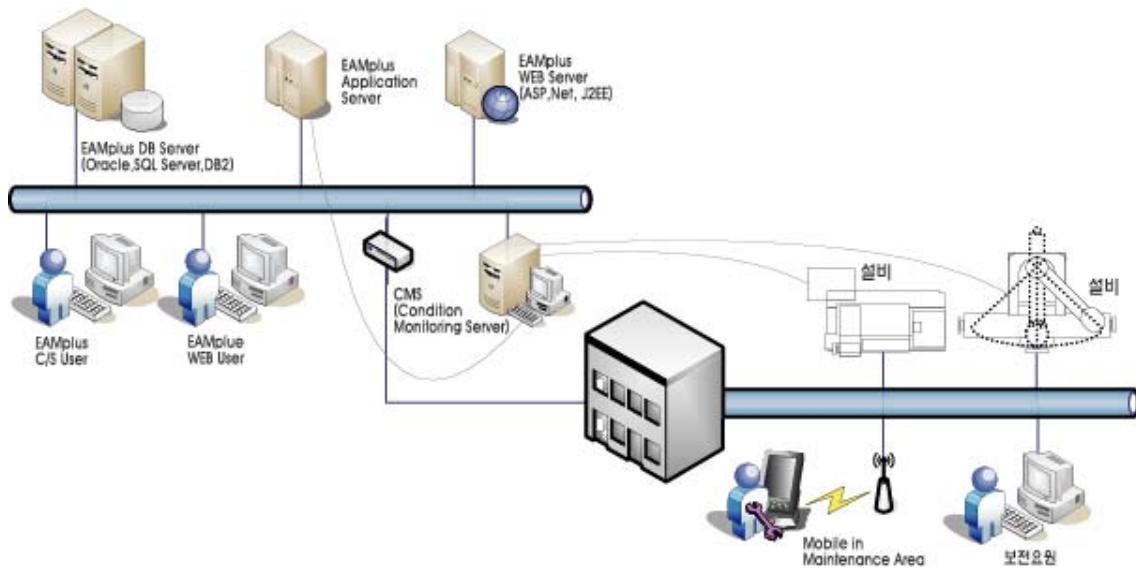 EAMplus
Application
Server
EAMplus
WEB Server
(ASP,Net, J2EE)
EAMplus DB Server
(Oracle,SQL Server,DB2)
설비
설비
CMS
(Condition
Monitoring Server)
EAMplus
C/S User
EAMplue
WEB User
Mobile in
Maintenance Area
보전요원